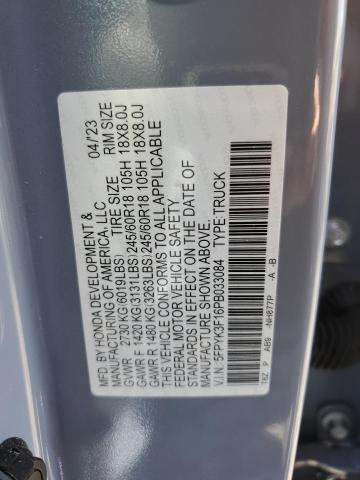 MFD. BY HONDA DEVELOPMENT & 04/23
MANUFACTURING OF AMERICA, LLC
TIRE SIZE RIM SIZE
GVWR 2730 KG(6019LBS)
GAWR F 1420 KG(3131LBS)245/60R18 105H 18X8.0J
GAWR R 1480 KG(3263LBS)245/60R18 105H 18X8.0J
THIS VEHICLE CONFORMS TO ALL APPLICABLE
FEDERAL MOTOR VEHICLE SAFETY
STANDARDS IN EFFECT ON THE DATE OF
MANUFACTURE SHOWN ABOVE.
V.I.N. 5FPYK3F16PB033084 TYPE:TRUCK
T6Z 9 AB0 -NH877P -A -B